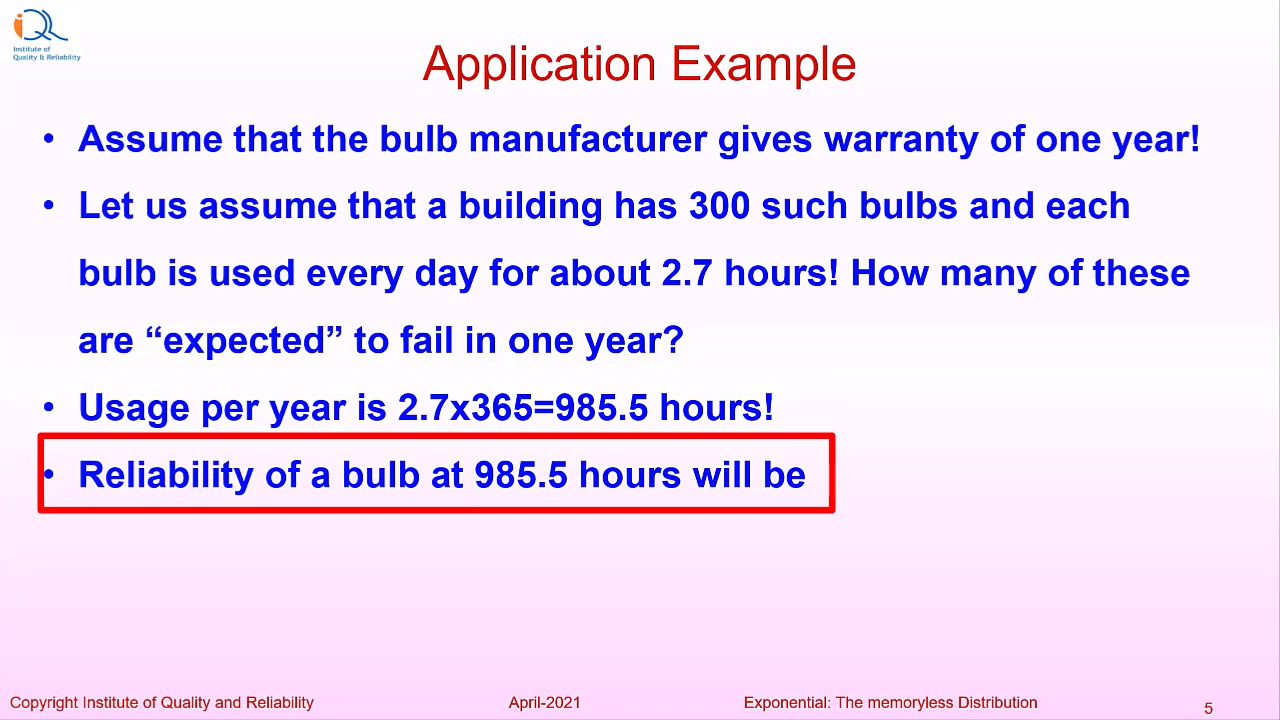 iQR
Institute of
Quality & Reliability
Application Example
• Assume that the bulb manufacturer gives warranty of one year!
• Let us assume that a building has 300 such bulbs and each
bulb is used every day for about 2.7 hours! How many of these
are “expected” to fail in one year?
• Usage per year is 2.7x365=985.5 hours!
• Reliability of a bulb at 985.5 hours will be
Copyright Institute of Quality and Reliability
April-2021
Exponential: The memoryless Distribution
5